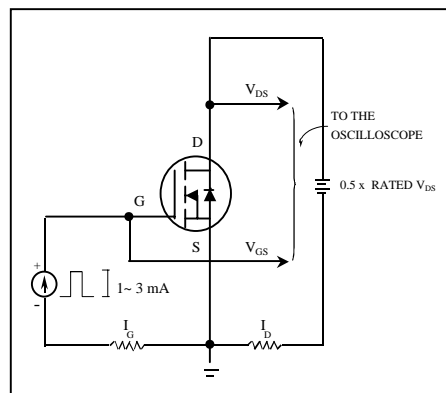 V_DS
TO THE
OSCILLOSCOPE
D
0.5 x RATED V_DS
G
S
V_GS
+
1~ 3 mA
-
I_G
I_D